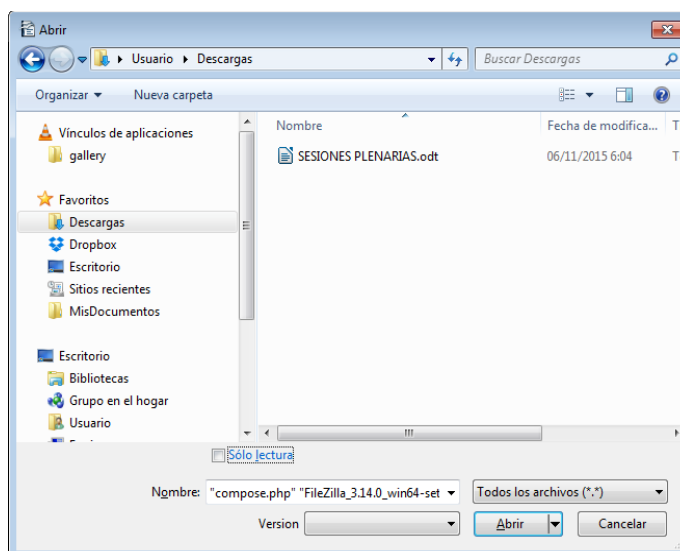 Abrir
Usuario ▸ Descargas
Buscar Descargas
Organizar
Nueva carpeta
Vínculos de aplicaciones
gallery
Favoritos
Descargas
Dropbox
Escritorio
Sitios recientes
MisDocumentos
Escritorio
Bibliotecas
Grupo en el hogar
Usuario
Nombre
Fecha de modifica...
T
SESIONES PLENARIAS.odt
06/11/2015 6:04
T
Sólo lectura
Nombre:
"compose.php" "FileZilla_3.14.0_win64-set
Todos los archivos (*.*)
Version
Abrir
Cancelar